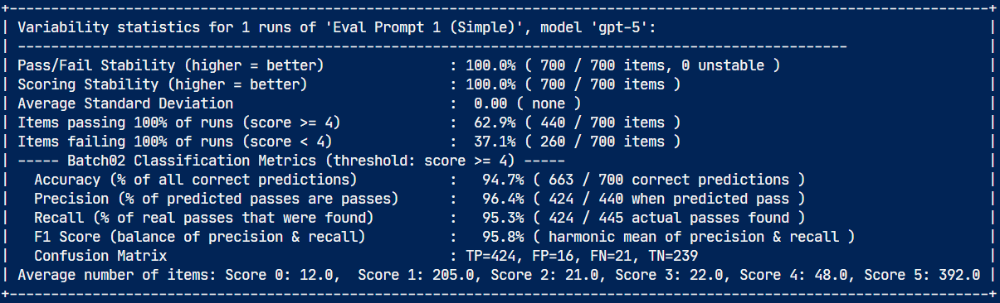 +----------------------------------------------------------------------------------------------------------------------+
| Variability statistics for 1 runs of 'Eval Prompt 1 (Simple)', model 'gpt-5':                                        |
| ----------------------------------------------------------------------------------------------------                 |
| Pass/Fail Stability (higher = better)               : 100.0% ( 700 / 700 items, 0 unstable )                         |
| Scoring Stability (higher = better)                 : 100.0% ( 700 / 700 items )                                     |
| Average Standard Deviation                          :  0.00 ( none )                                                 |
| Items passing 100% of runs (score >= 4)             :  62.9% ( 440 / 700 items )                                     |
| Items failing 100% of runs (score < 4)              :  37.1% ( 260 / 700 items )                                     |
| ----- Batch02 Classification Metrics (threshold: score >= 4) -----                                                   |
|   Accuracy (% of all correct predictions)           :   94.7% ( 663 / 700 correct predictions )                      |
|   Precision (% of predicted passes are passes)      :   96.4% ( 424 / 440 when predicted pass )                      |
|   Recall (% of real passes that were found)         :   95.3% ( 424 / 445 actual passes found )                      |
|   F1 Score (balance of precision & recall)          :   95.8% ( harmonic mean of precision & recall )                |
|   Confusion Matrix                                  : TP=424, FP=16, FN=21, TN=239                                   |
| Average number of items: Score 0: 12.0,  Score 1: 205.0, Score 2: 21.0, Score 3: 22.0, Score 4: 48.0, Score 5: 392.0 |
+----------------------------------------------------------------------------------------------------------------------+